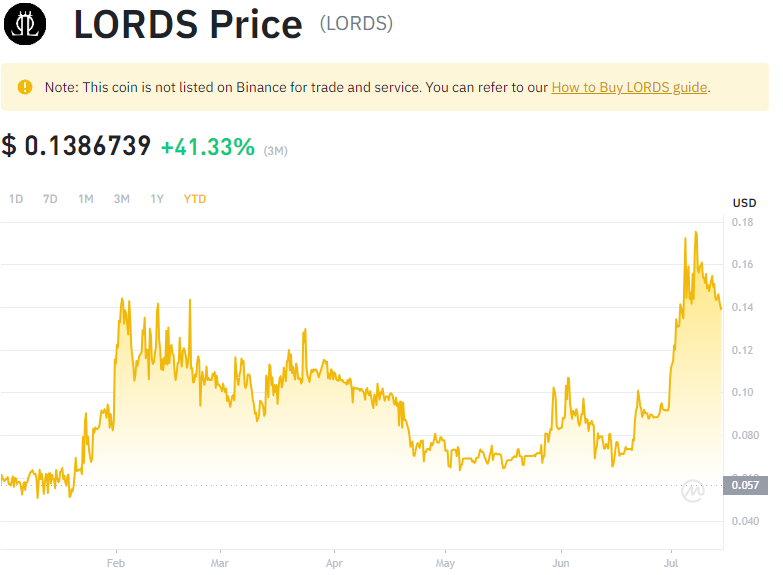 LORDS Price (LORDS)
Note: This coin is not listed on Binance for trade and service. You can refer to our How to Buy LORDS guide.
$ 0.1386739 +41.33% (3M)
1D 7D 1M 3M 1Y YTD
USD
0.18
0.16
0.14
0.12
0.10
0.080
0.057
0.040
Feb Mar Apr May Jun Jul